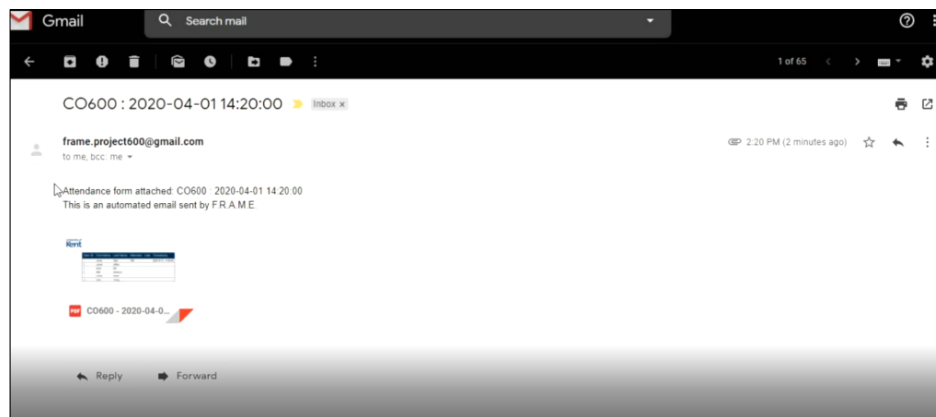 Gmail
Search mail
1 of 65
CO600 : 2020-04-01 14:20:00
Inbox x
frame.project600@gmail.com
2:20 PM (2 minutes ago)
to me, bcc: me
Attendance form attached: CO600 : 2020-04-01 14:20:00
This is an automated email sent by F.R.A.M.E
Kent
PDF CO600 - 2020-04-0...
Reply Forward